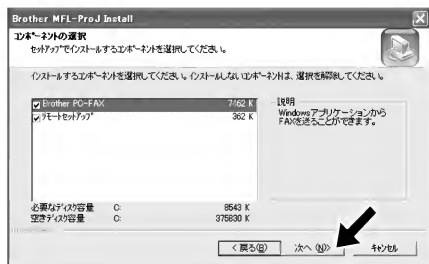 Brother MFL-ProJ Install
コンポーネントの選択
セットアップでインストールするコンポーネントを選択してください。
インストールするコンポーネントを選択してください。インストールしないコンポーネントは、選択を解除してください。
Brother PC-FAX 7162 K
リモートセットアップ 362 K
説明
Windowsアプリケーションから
FAXを送ることができます。
必要なディスク容量 C: 8543 K
空きディスク容量 C: 375830 K
< 戻る(B)
次へ (N)>
キャンセル